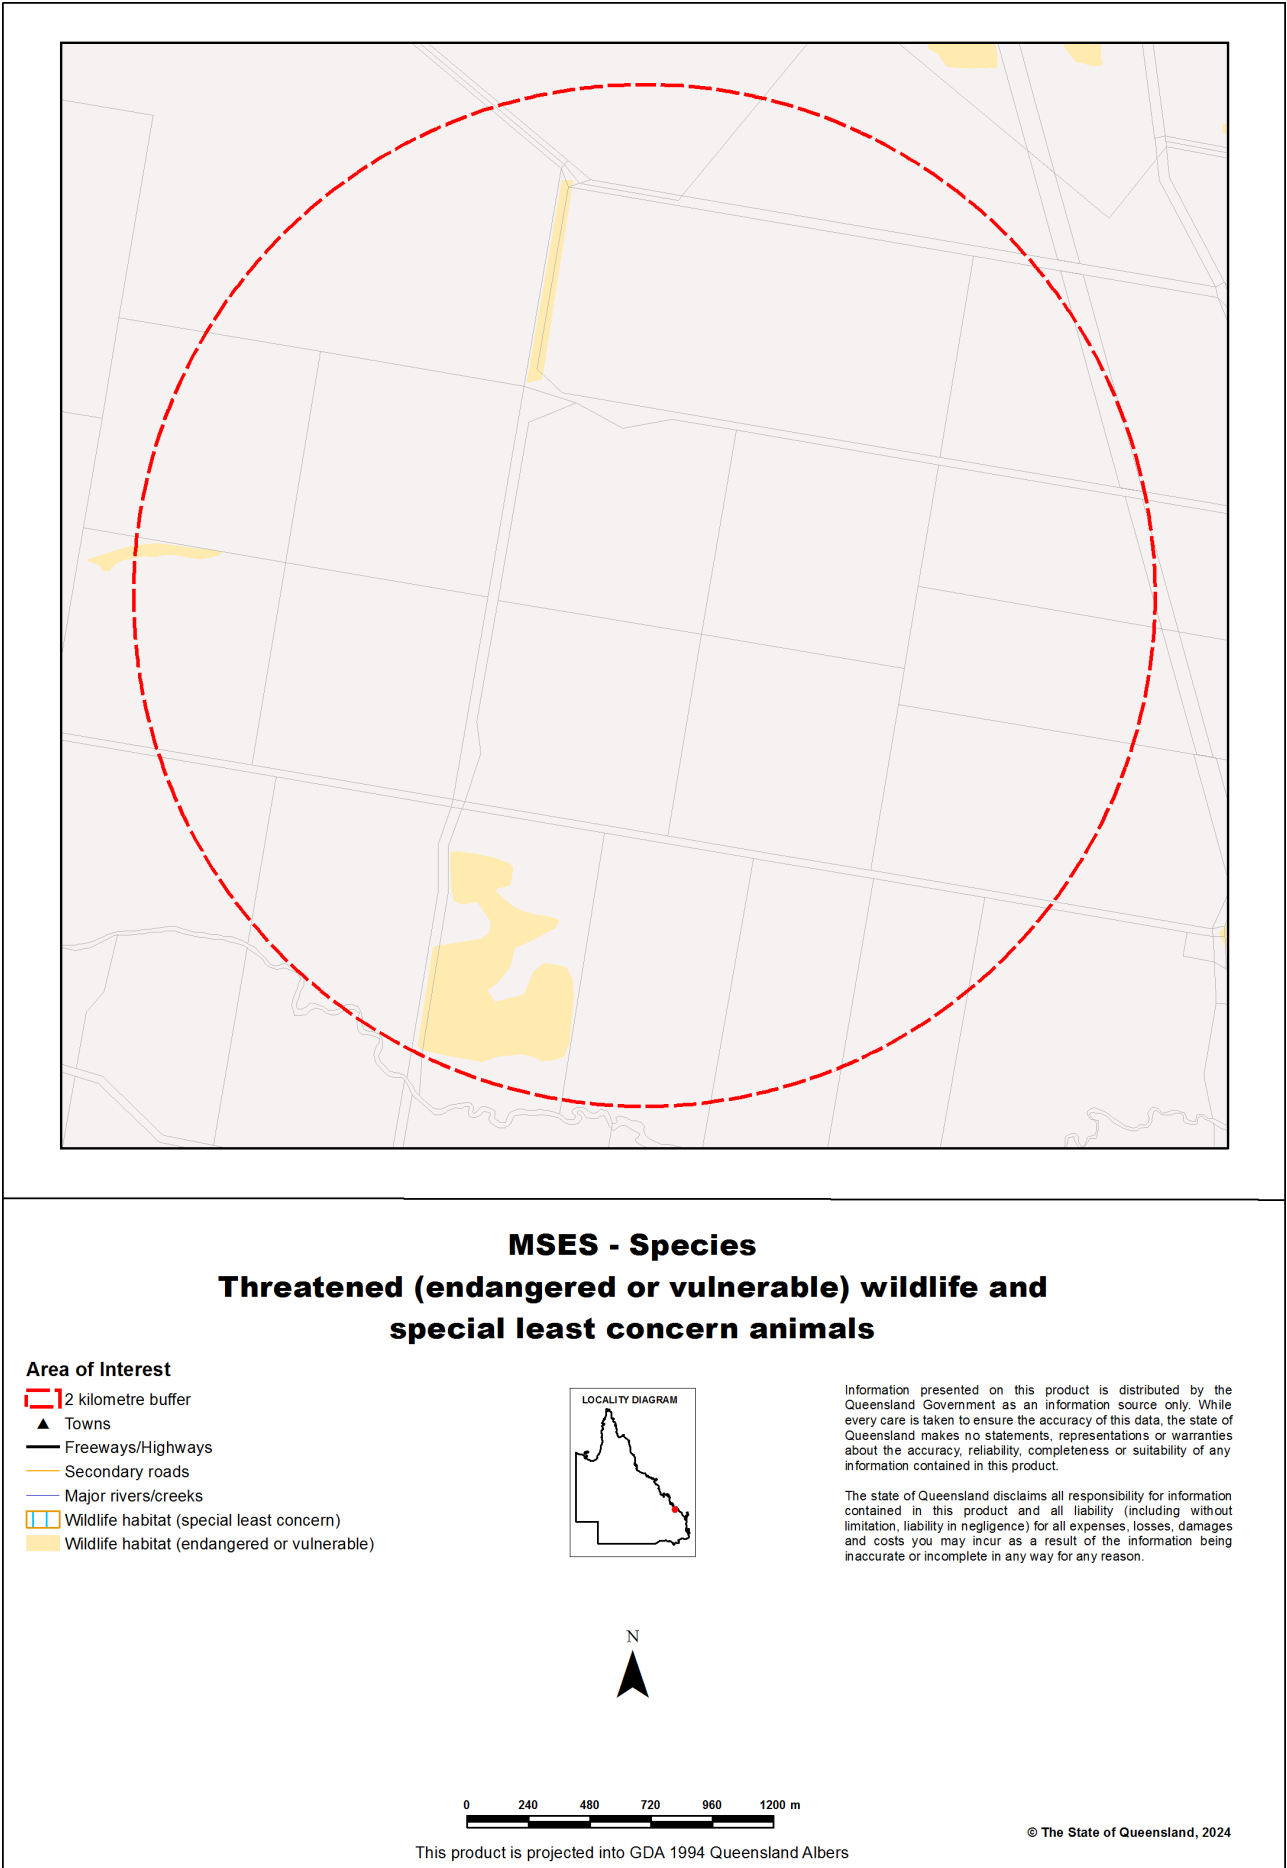 MSES - Species
Threatened (endangered or vulnerable) wildlife and
special least concern animals
Area of Interest
2 kilometre buffer
Towns
Freeways/Highways
Secondary roads
Major rivers/creeks
Wildlife habitat (special least concern)
Wildlife habitat (endangered or vulnerable)
LOCALITY DIAGRAM
Information presented on this product is distributed by the
Queensland Government as an information source only. While
every care is taken to ensure the accuracy of this data, the state of
Queensland makes no statements, representations or warranties
about the accuracy, reliability, completeness or suitability of any
information contained in this product.
The state of Queensland disclaims all responsibility for information
contained in this product and all liability (including without
limitation, liability in negligence) for all expenses, losses, damages
and costs you may incur as a result of the information being
inaccurate or incomplete in any way for any reason.
N
0 240 480 720 960 1200 m
This product is projected into GDA 1994 Queensland Albers
© The State of Queensland, 2024